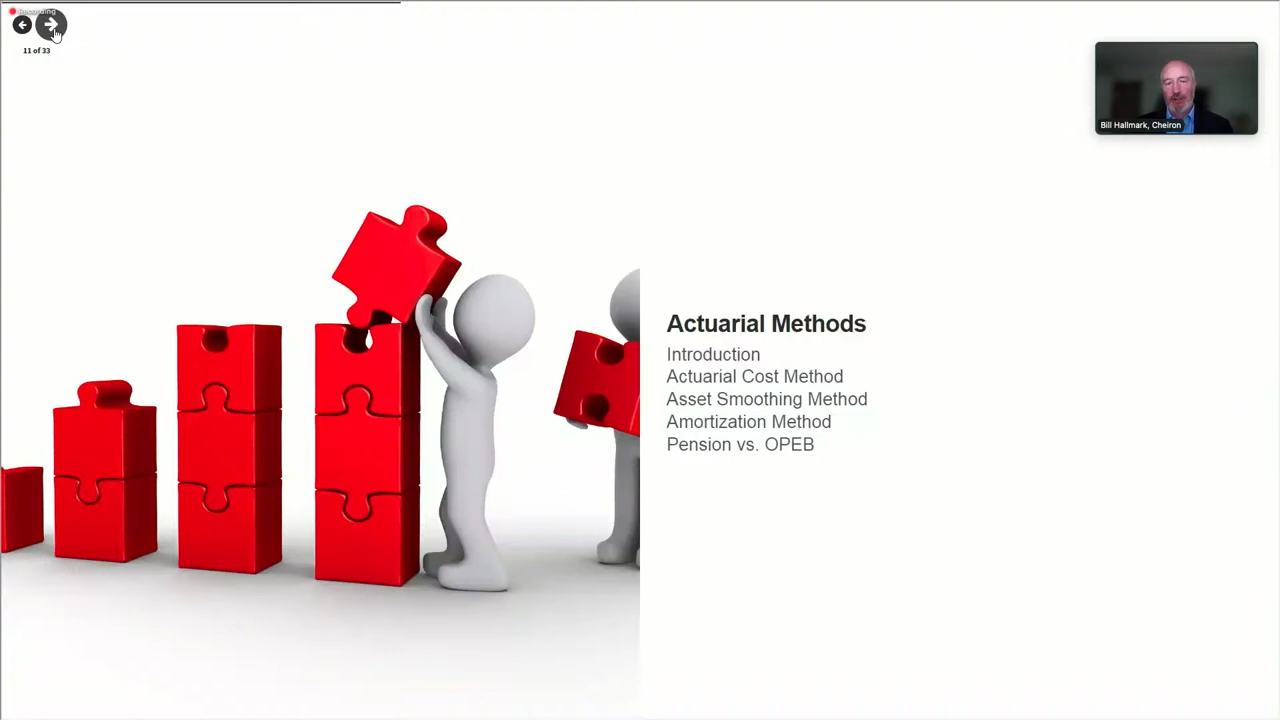 Recording
11 of 33
Bill Hallmark, Cheiron
Actuarial Methods
Introduction
Actuarial Cost Method
Asset Smoothing Method
Amortization Method
Pension vs. OPEB